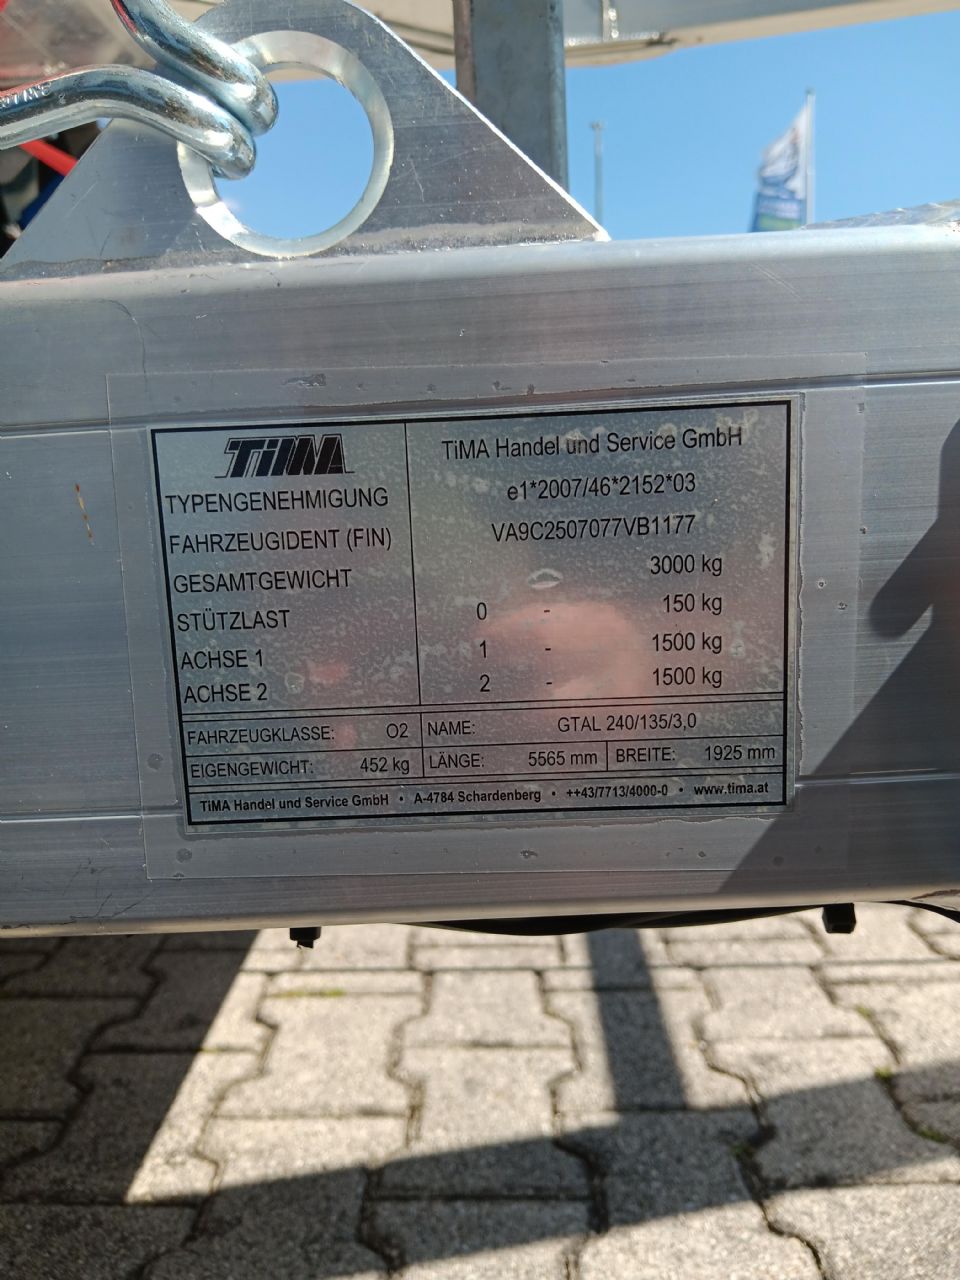 TiMA TiMA Handel und Service GmbH
TYPENGENEHMIGUNG e1*2007/46*2152*03
FAHRZEUGIDENT (FIN) VA9C2507077VB1177
GESAMTGEWICHT 3000 kg
STÜTZLAST 0 - 150 kg
ACHSE 1 1 - 1500 kg
ACHSE 2 2 - 1500 kg
FAHRZEUGKLASSE: O2 NAME: GTAL 240/135/3,0
EIGENGEWICHT: 452 kg LÄNGE: 5565 mm BREITE: 1925 mm
TiMA Handel und Service GmbH • A-4784 Schardenberg • ++43/7713/4000-0 • www.tima.at